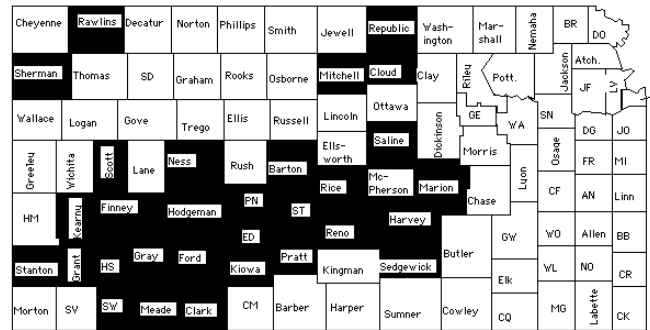 Cheyenne
Rawlins
Decatur
Norton
Phillips
Smith
Jewell
Republic
Wash-
ington
Mar-
shall
Nemaha
BR
DO
Sherman
Thomas
SD
Graham
Rooks
Osborne
Mitchell
Cloud
Clay
Riley
Pott.
Jackson
Atch.
JF
LV
Wallace
Logan
Gove
Trego
Ellis
Russell
Lincoln
Ottawa
Dickinson
GE
WA
SN
DG
JO
Greeley
Wichita
Scott
Lane
Ness
Rush
Barton
Ells-
worth
Saline
Morris
Lyon
Osage
FR
MI
HM
Kearny
Finney
Hodgeman
PN
ST
Rice
Mc-
Pherson
Marion
Chase
CF
AN
Linn
Stanton
Grant
HS
Gray
Ford
ED
Kiowa
Pratt
Reno
Harvey
Kingman
Sedgewick
Butler
GW
WO
Allen
BB
Elk
WL
NO
CR
Morton
SV
SW
Meade
Clark
CM
Barber
Harper
Sumner
Cowley
CQ
MG
Labette
CK